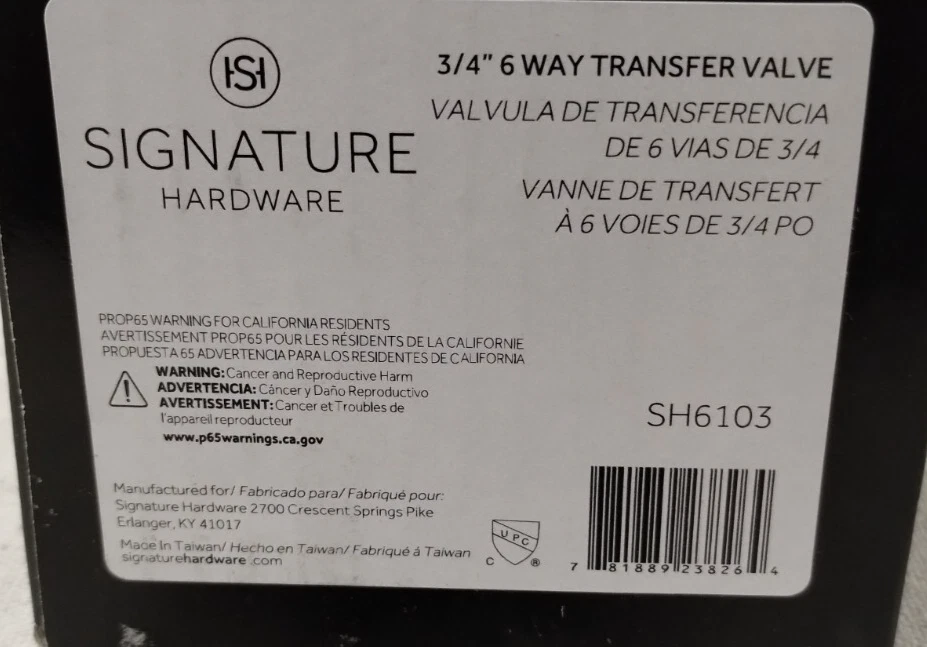 SH
SIGNATURE
HARDWARE
3/4" 6 WAY TRANSFER VALVE
VALVULA DE TRANSFERENCIA
DE 6 VIAS DE 3/4
VANNE DE TRANSFERT
À 6 VOIES DE 3/4 PO
PROP65 WARNING FOR CALIFORNIA RESIDENTS
AVERTISSEMENT PROP65 POUR LES RÉSIDENTS DE LA CALIFORNIE
PROPUESTA 65 ADVERTENCIA PARA LOS RESIDENTES DE CALIFORNIA
WARNING: Cancer and Reproductive Harm
ADVERTENCIA: Cáncer y Daño Reproductivo
AVERTISSEMENT: Cancer et Troubles de
l'appareil reproducteur
www.p65warnings.ca.gov
SH6103
Manufactured for/ Fabricado para/ Fabriqué pour:
Signature Hardware 2700 Crescent Springs Pike
Erlanger, KY 41017
Made In Taiwan/ Hecho en Taiwan/ Fabriqué à Taiwan
signaturehardware.com
UPC
C ®
7 81889 23826 4